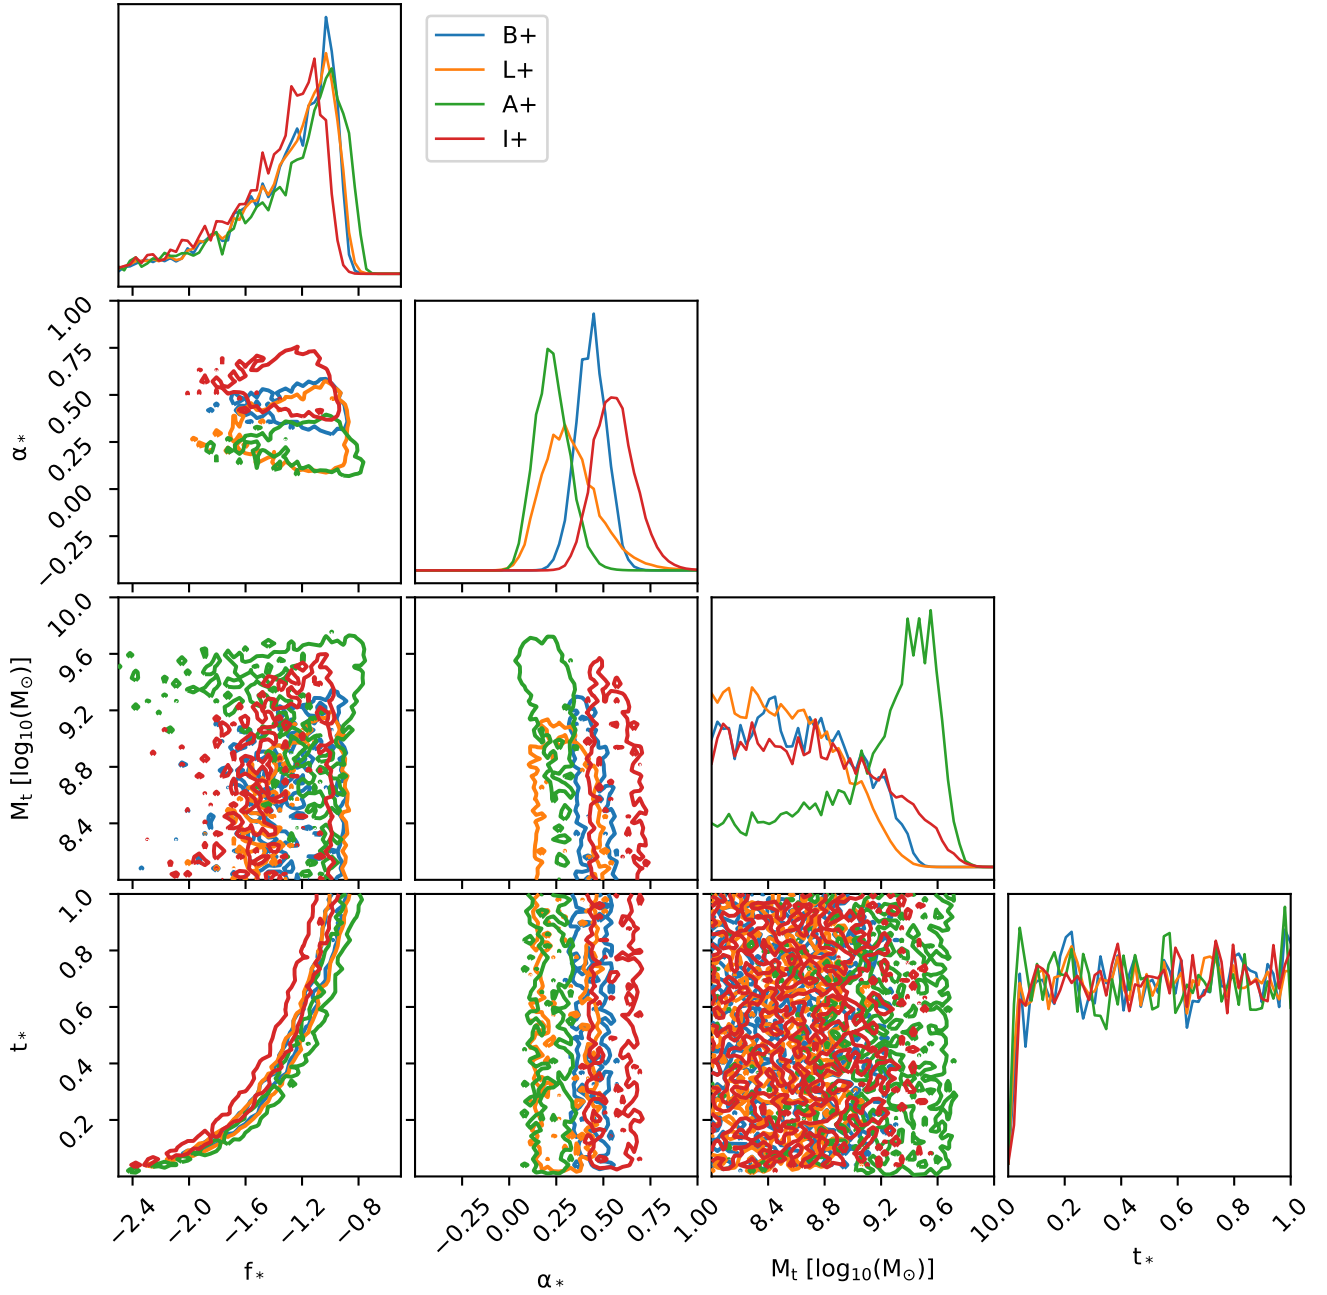 B+
L+
A+
I+
1.00
0.75
0.50
0.25
0.00
−0.25
α*
10.0
9.6
9.2
8.8
8.4
Mt [log10(M⊙)]
1.0
0.8
0.6
0.4
0.2
t*
−2.4 −2.0 −1.6 −1.2 −0.8
f*
−0.25 0.00 0.25 0.50 0.75 1.00
α*
8.4 8.8 9.2 9.6 10.0
Mt [log10(M⊙)]
0.2 0.4 0.6 0.8 1.0
t*